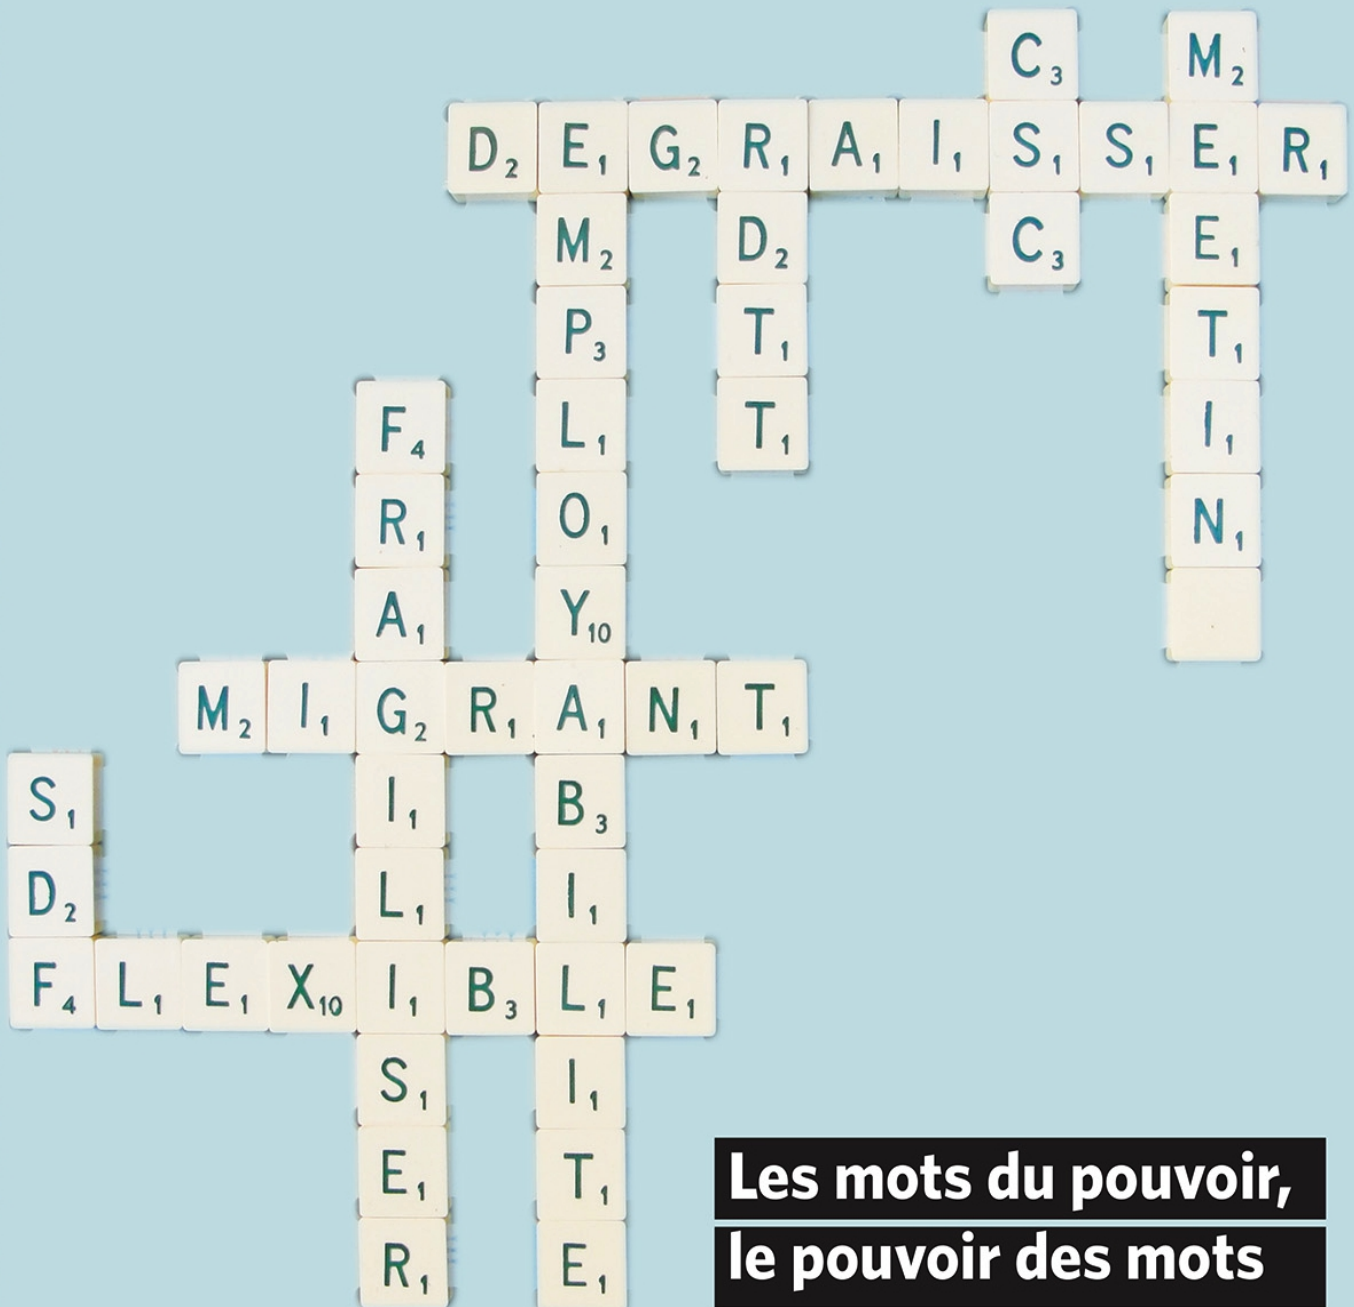 CSC
MEETIN
DEGRAISSER
EMPLOYABILITE
RDTT
FRAGILISER
MIGRANT
SDF
FLEXIBLE
Les mots du pouvoir,
le pouvoir des mots